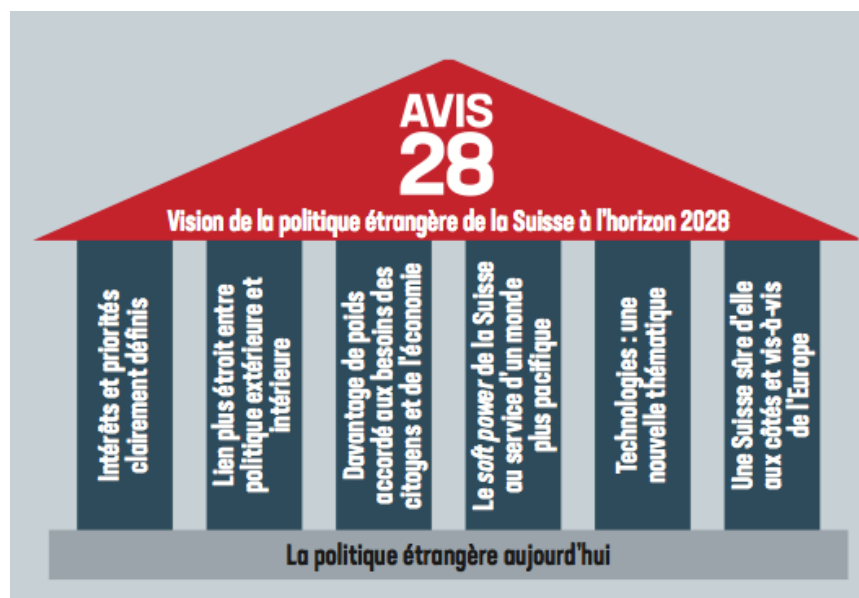 AVIS
28
Vision de la politique étrangère de la Suisse à l'horizon 2028
Intérêts et priorités
clairement définis
Lien plus étroit entre
politique extérieure et
intérieure
Davantage de poids
accordé aux besoins des
citoyens et de l'économie
Le soft power de la Suisse
au service d'un monde
plus pacifique
Technologies : une
nouvelle thématique
Une Suisse sûre d'elle
aux côtés et vis-à-vis
de l'Europe
La politique étrangère aujourd'hui